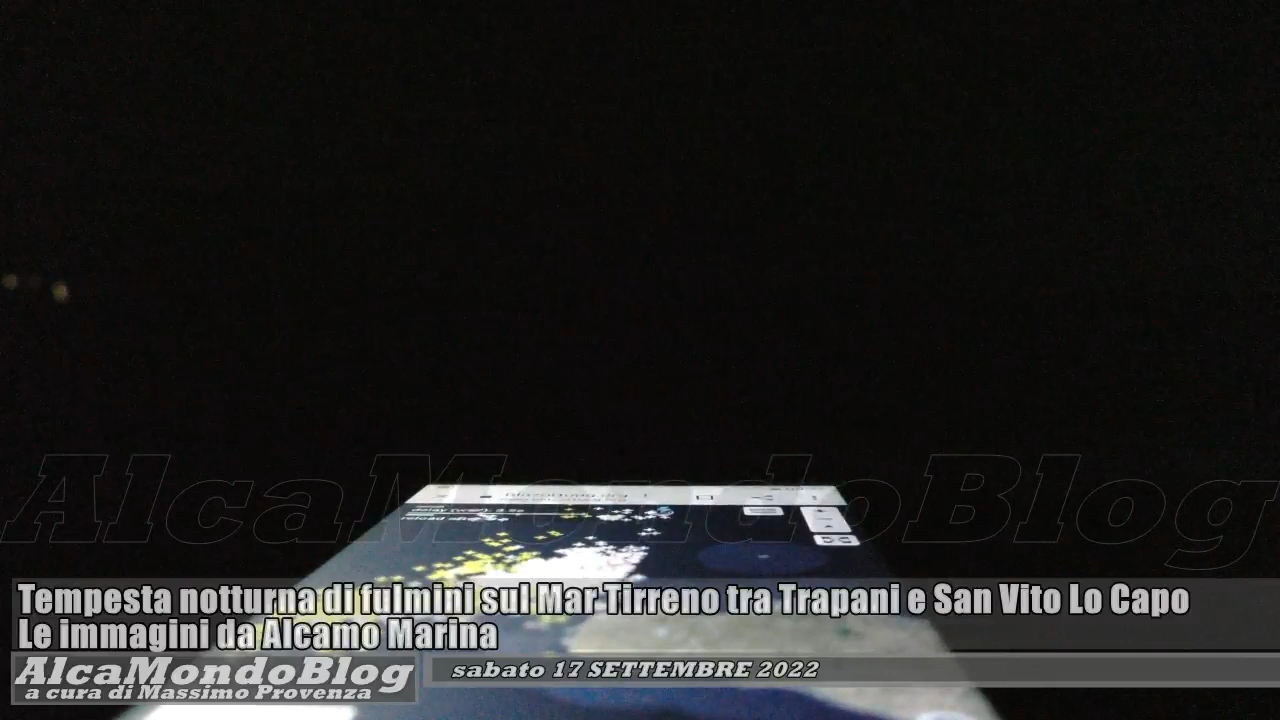 AlcaMondoBlog
Tempesta notturna di fulmini sul Mar Tirreno tra Trapani e San Vito Lo Capo
Le immagini da Alcamo Marina
AlcaMondoBlog
a cura di Massimo Provenza
sabato 17 SETTEMBRE 2022